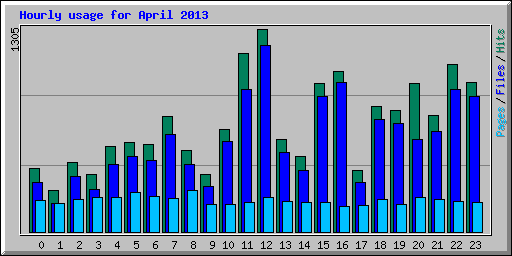 Hourly usage for April 2013
1305
Pages/Files/Hits
0 1 2 3 4 5 6 7 8 9 10 11 12 13 14 15 16 17 18 19 20 21 22 23